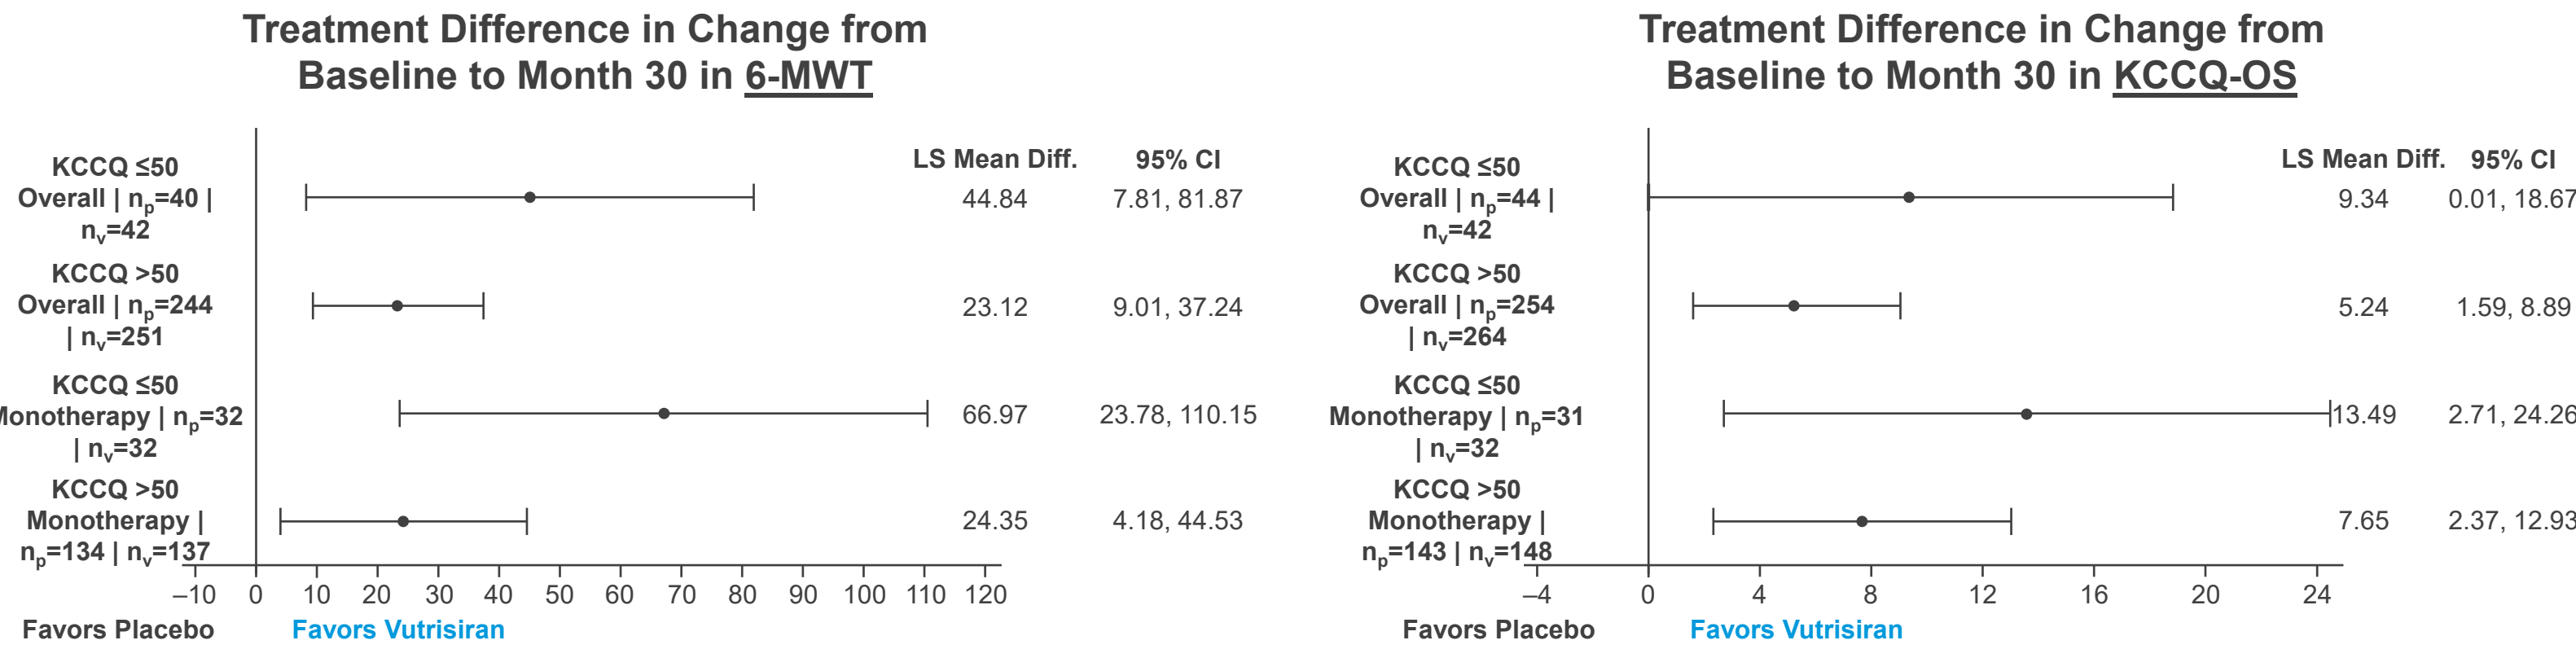 Treatment Difference in Change from
Baseline to Month 30 in 6-MWT
LS Mean Diff.
95% CI
KCCQ ≤50
Overall | np=40 |
nv=42
44.84
7.81, 81.87
KCCQ >50
Overall | np=244
| nv=251
23.12
9.01, 37.24
KCCQ ≤50
Monotherapy | np=32
| nv=32
66.97
23.78, 110.15
KCCQ >50
Monotherapy |
np=134 | nv=137
24.35
4.18, 44.53
–10 0 10 20 30 40 50 60 70 80 90 100 110 120
Favors Placebo
Favors Vutrisiran
Treatment Difference in Change from
Baseline to Month 30 in KCCQ-OS
LS Mean Diff.
95% CI
KCCQ ≤50
Overall | np=44 |
nv=42
9.34
0.01, 18.67
KCCQ >50
Overall | np=254
| nv=264
5.24
1.59, 8.89
KCCQ ≤50
Monotherapy | np=31
| nv=32
13.49
2.71, 24.26
KCCQ >50
Monotherapy |
np=143 | nv=148
7.65
2.37, 12.93
–4 0 4 8 12 16 20 24
Favors Placebo
Favors Vutrisiran